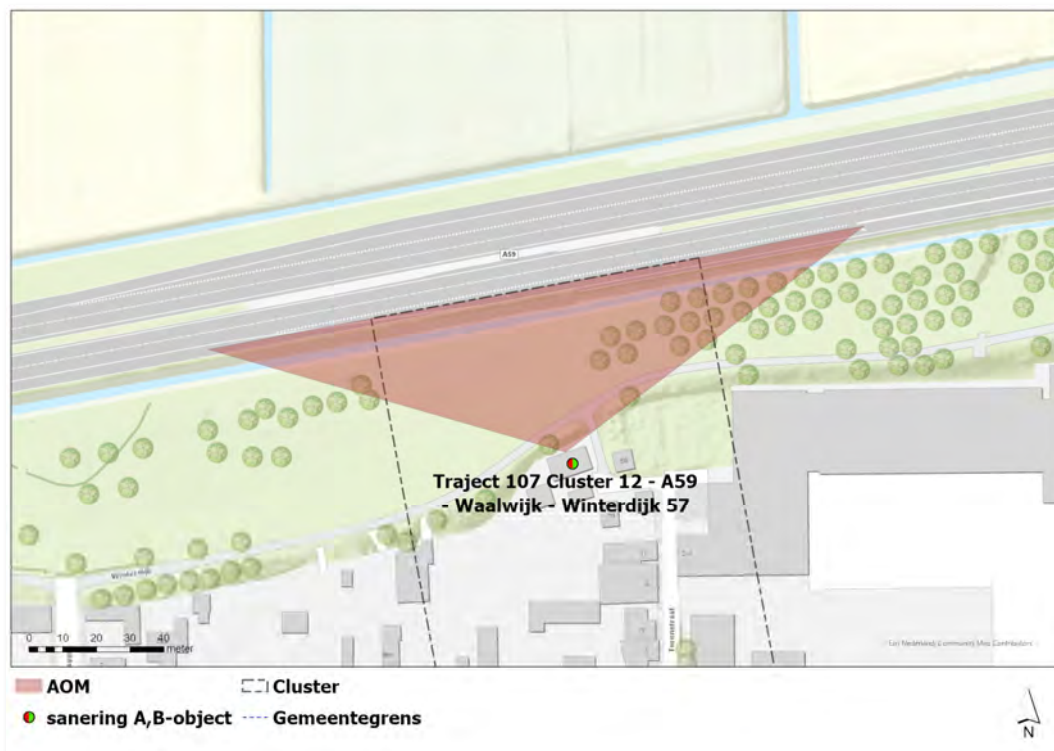 A59
Traject 107 Cluster 12 - A59
- Waalwijk - Winterdijk 57
Winterdijk
0 10 20 30 40
meter
AOM
Cluster
sanering A,B-object
Gemeentegrens
N